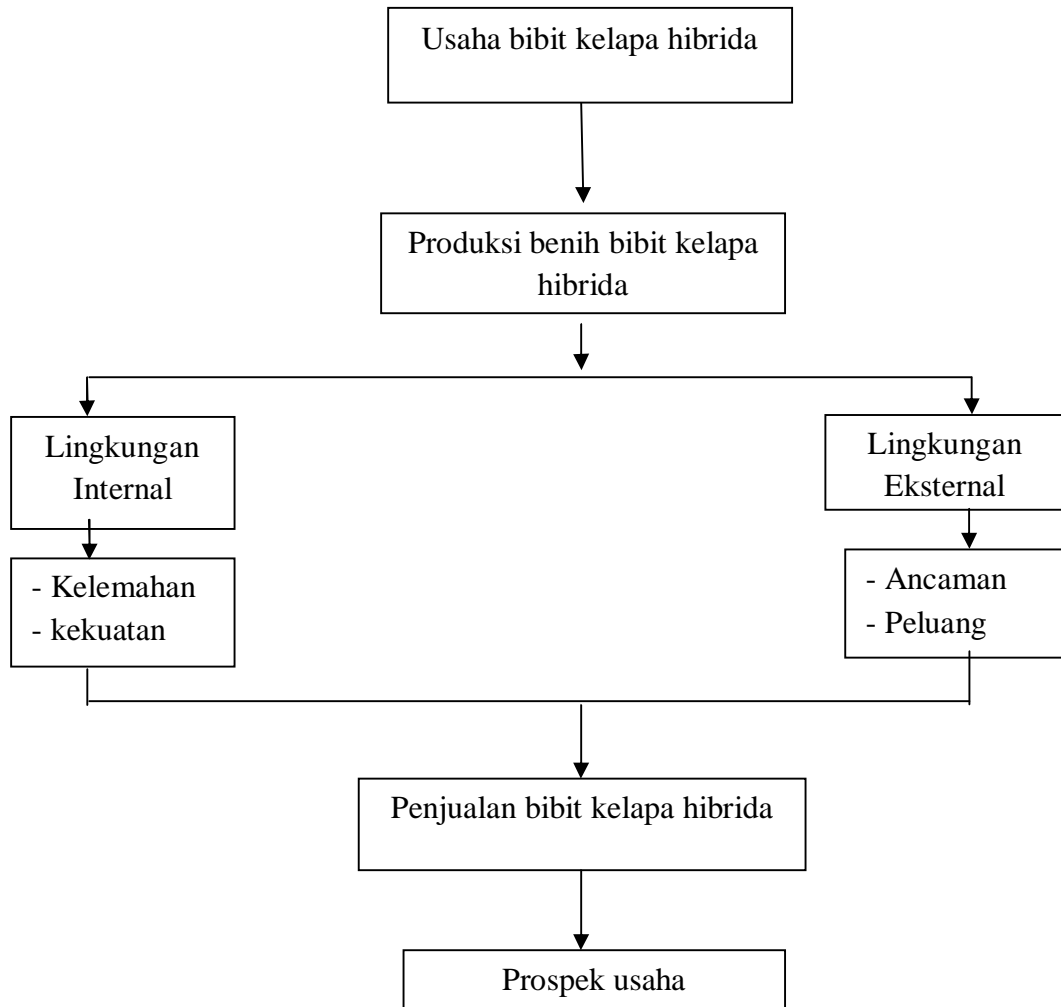 Usaha bibit kelapa hibrida
Produksi benih bibit kelapa
hibrida
Lingkungan
Internal
Lingkungan
Eksternal
- Kelemahan
- kekuatan
- Ancaman
- Peluang
Penjualan bibit kelapa hibrida
Prospek usaha